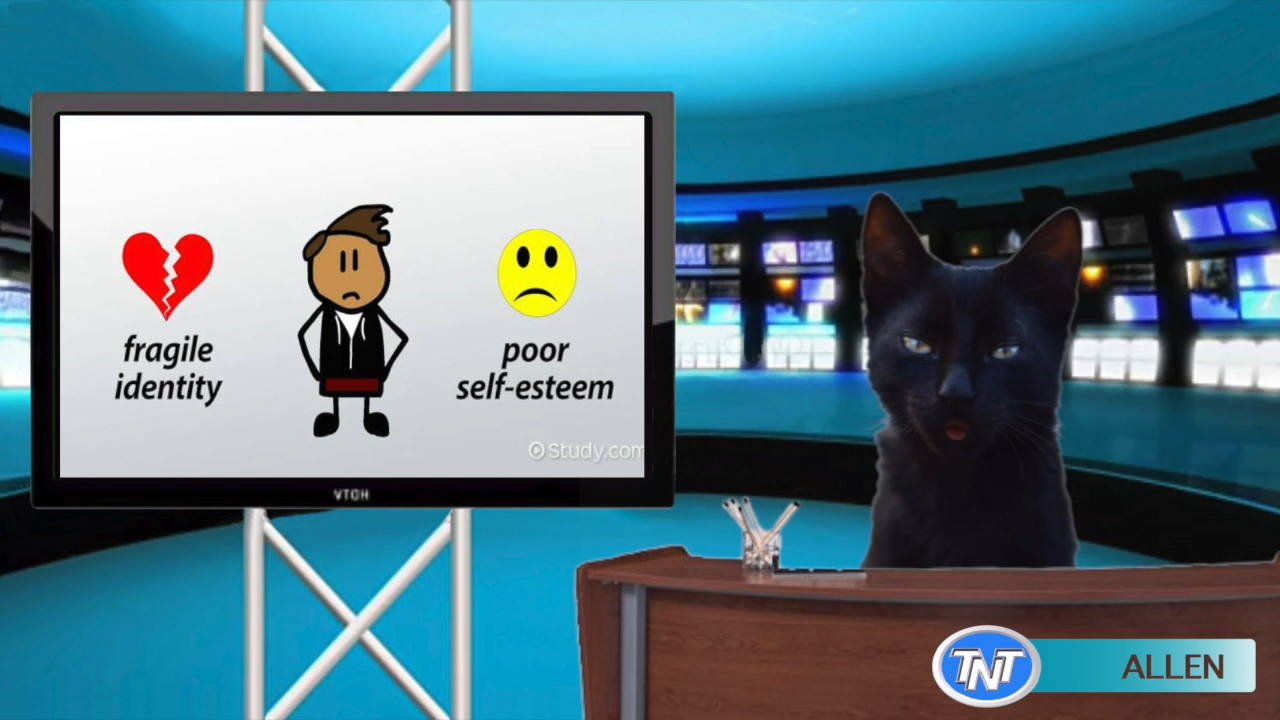 fragile
identity
poor
self-esteem
Study.com
VTOH
TNT
ALLEN